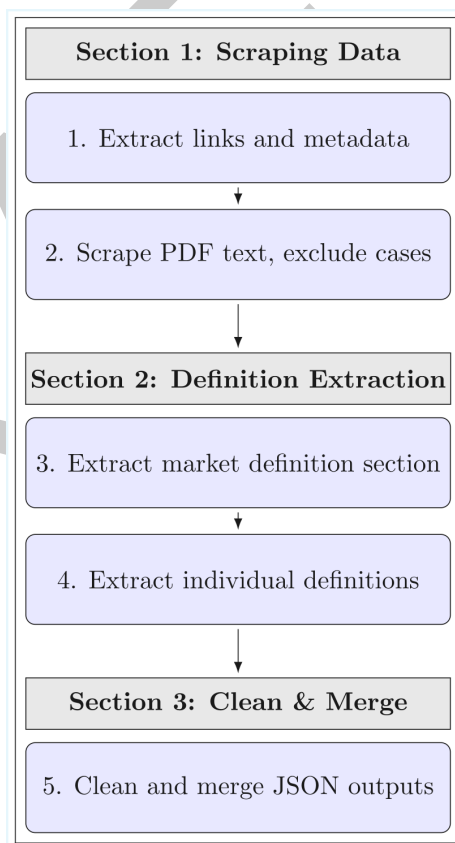 Section 1: Scraping Data
1. Extract links and metadata
2. Scrape PDF text, exclude cases
Section 2: Definition Extraction
3. Extract market definition section
4. Extract individual definitions
Section 3: Clean & Merge
5. Clean and merge JSON outputs